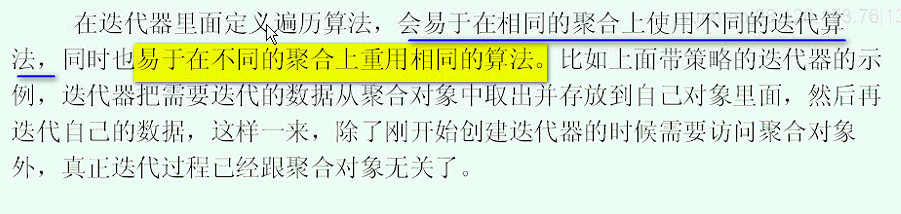 在迭代器里面定义遍历算法，会易于在相同的聚合上使用不同的迭代算
法，同时也易于在不同的聚合上重用相同的算法。比如上面带策略的迭代器的示
例，迭代器把需要迭代的数据从聚合对象中取出并存放到自己对象里面，然后再
迭代自己的数据，这样一来，除了刚开始创建迭代器的时候需要访问聚合对象
外，真正迭代过程已经跟聚合对象无关了。